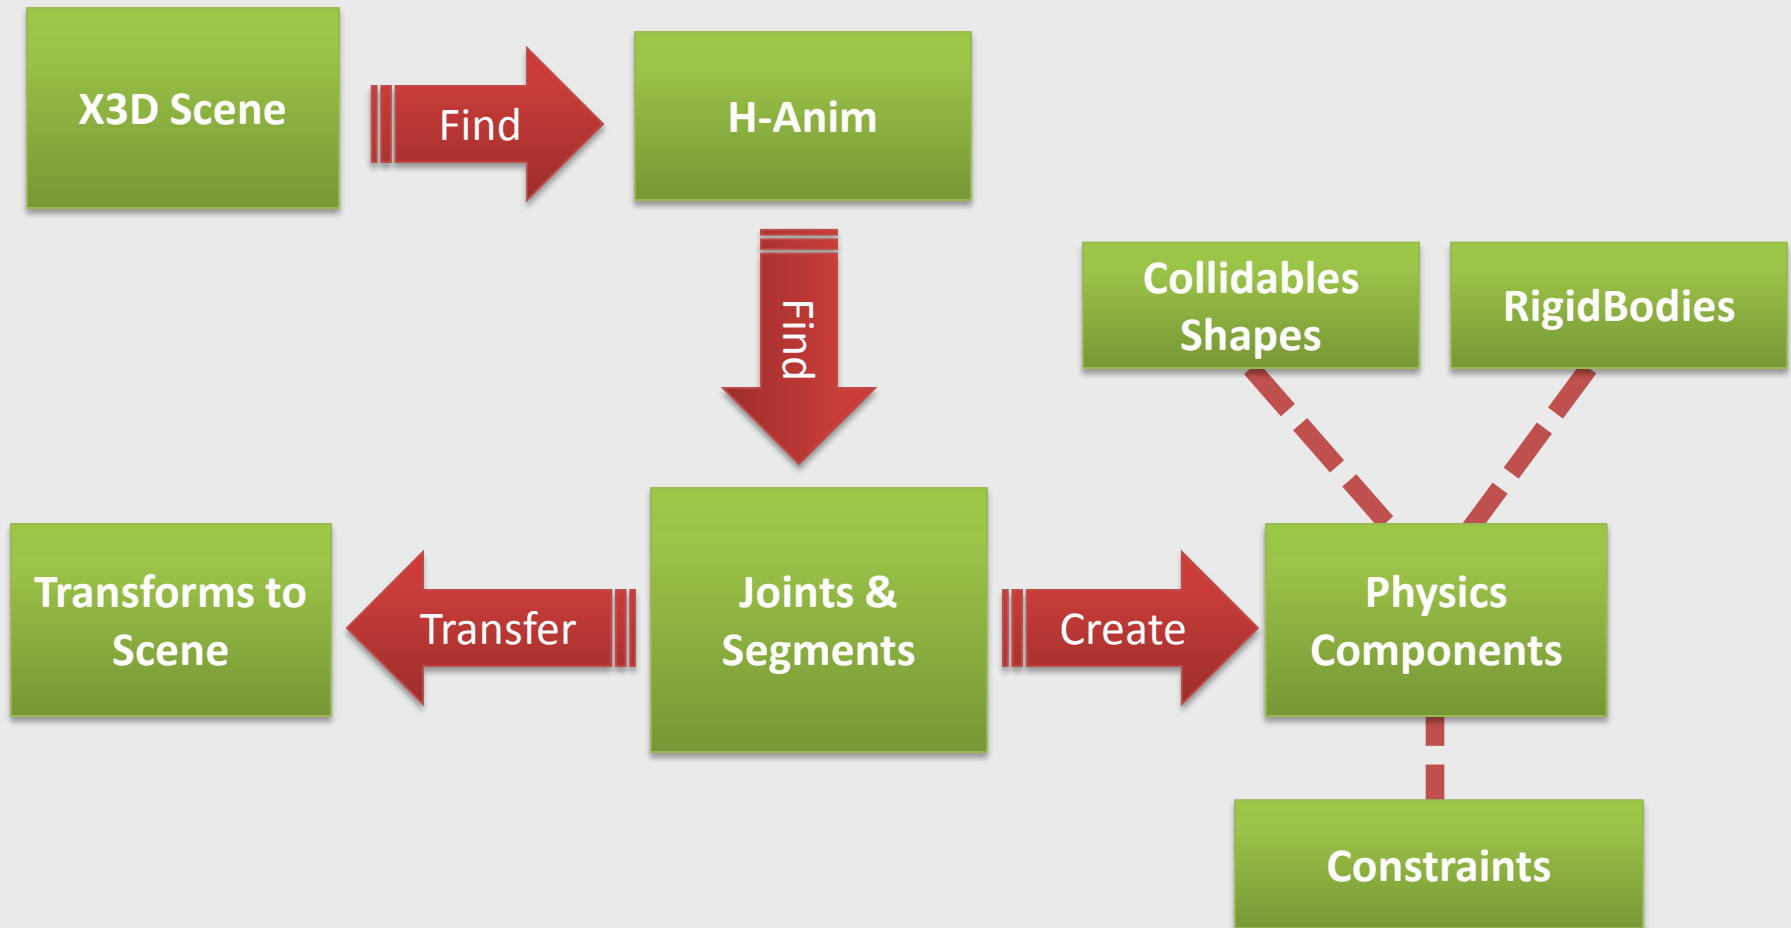 X3D Scene
Find
H-Anim
Find
Collidables
Shapes
RigidBodies
Transforms to
Scene
Transfer
Joints &
Segments
Create
Physics
Components
Constraints